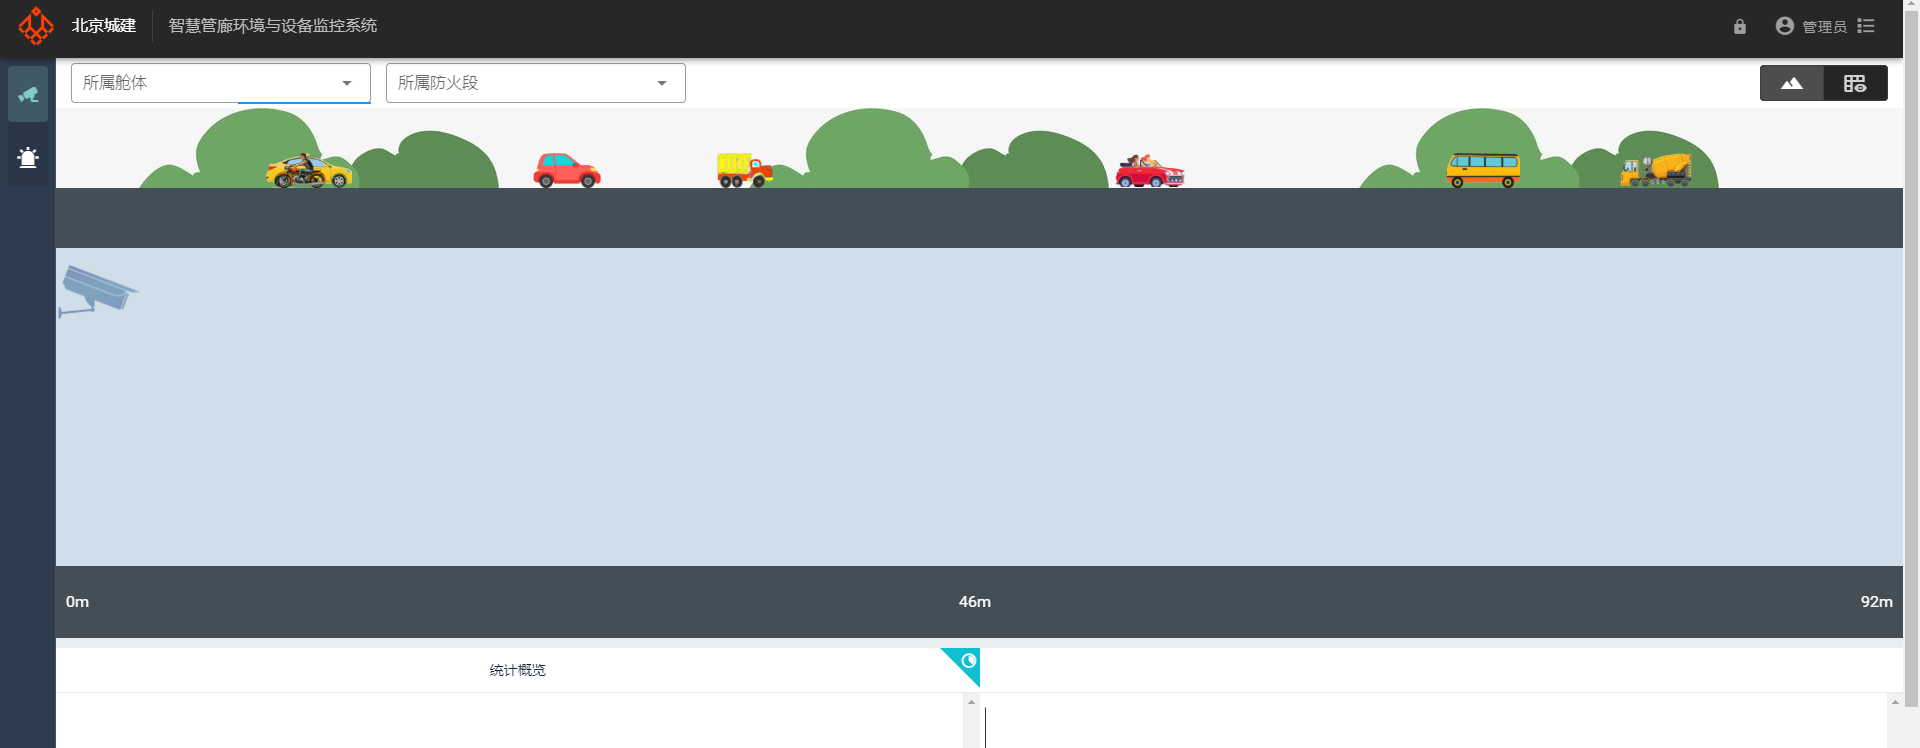 北京城建
智慧管廊环境与设备监控系统
管理员
所属舱体
所属防火段
0m
46m
92m
统计概览